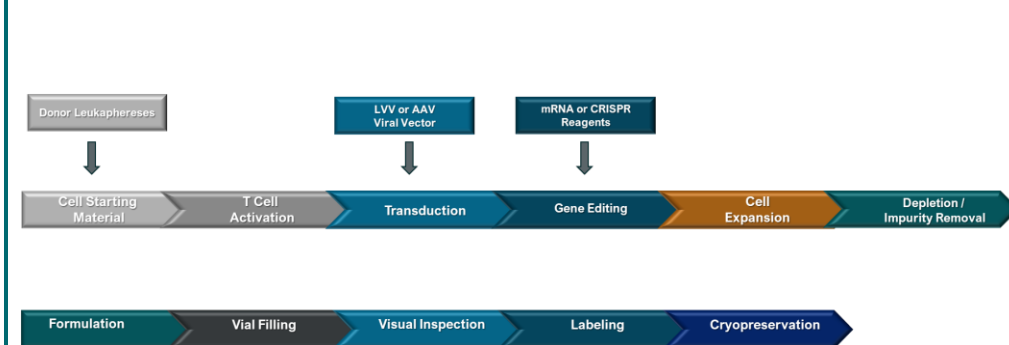 Donor Leukaphereses
LVV or AAV
Viral Vector
mRNA or CRISPR
Reagents
Cell Starting
Material
T Cell
Activation
Transduction
Gene Editing
Cell
Expansion
Depletion /
Impurity Removal
Formulation
Vial Filling
Visual Inspection
Labeling
Cryopreservation